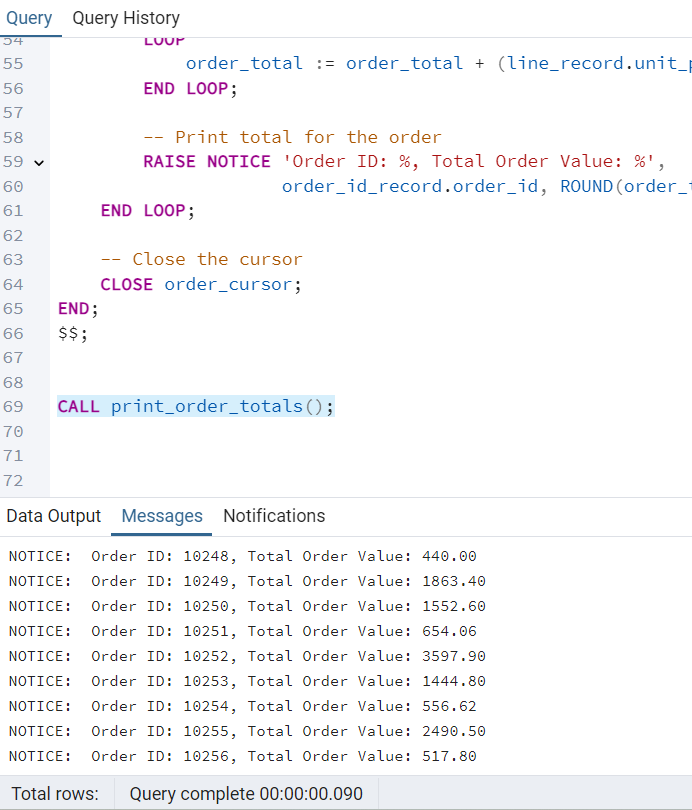 Query Query History
54 LOOP
55 order_total := order_total + (line_record.unit_p
56 END LOOP;
57
58 -- Print total for the order
59 RAISE NOTICE 'Order ID: %, Total Order Value: %',
60 order_id_record.order_id, ROUND(order_t
61 END LOOP;
62
63 -- Close the cursor
64 CLOSE order_cursor;
65 END;
66 $$;
67
68
69 CALL print_order_totals();
70
71
72
Data Output Messages Notifications
NOTICE:  Order ID: 10248, Total Order Value: 440.00
NOTICE:  Order ID: 10249, Total Order Value: 1863.40
NOTICE:  Order ID: 10250, Total Order Value: 1552.60
NOTICE:  Order ID: 10251, Total Order Value: 654.06
NOTICE:  Order ID: 10252, Total Order Value: 3597.90
NOTICE:  Order ID: 10253, Total Order Value: 1444.80
NOTICE:  Order ID: 10254, Total Order Value: 556.62
NOTICE:  Order ID: 10255, Total Order Value: 2490.50
NOTICE:  Order ID: 10256, Total Order Value: 517.80
Total rows: Query complete 00:00:00.090